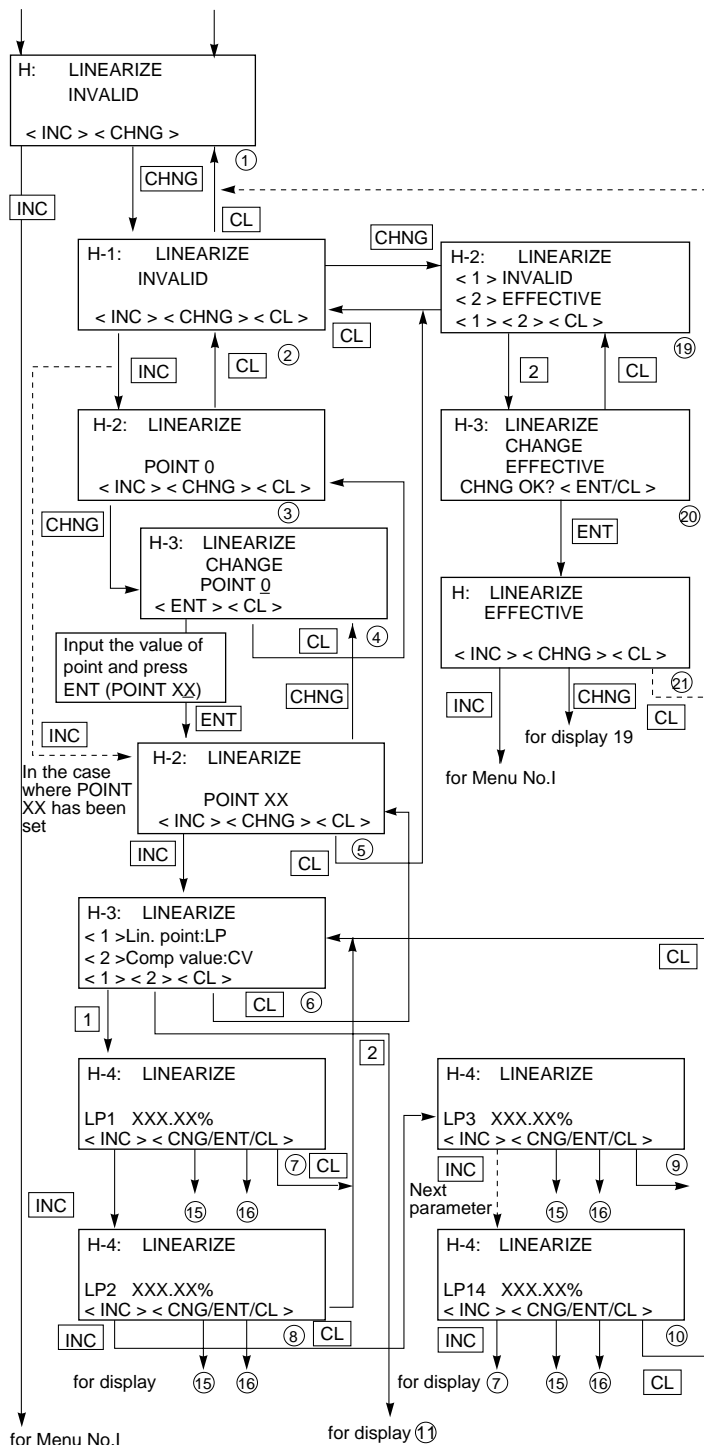 H: LINEARIZE
INVALID
< INC > < CHNG >
①
CHNG
INC
CL
H-1: LINEARIZE
INVALID
< INC > < CHNG > < CL >
②
CHNG
CL
H-2: LINEARIZE
< 1 > INVALID
< 2 > EFFECTIVE
< 1 > < 2 > < CL >
⑲
INC
CL
2
CL
H-2: LINEARIZE
POINT 0
< INC > < CHNG > < CL >
③
H-3: LINEARIZE
CHANGE
EFFECTIVE
CHNG OK? < ENT/CL >
⑳
CHNG
ENT
H-3: LINEARIZE
CHANGE
POINT 0
< ENT > < CL >
④
CL
H: LINEARIZE
EFFECTIVE
< INC > < CHNG > < CL >
㉑
Input the value of
point and press
ENT (POINT XX)
CHNG
ENT
INC
CHNG
CL
for display 19
for Menu No.I
INC
In the case
where POINT
XX has been
set
H-2: LINEARIZE
POINT XX
< INC > < CHNG > < CL >
⑤
INC
CL
H-3: LINEARIZE
< 1 >Lin. point:LP
< 2 >Comp value:CV
< 1 > < 2 > < CL >
⑥
CL
CL
1
2
H-4: LINEARIZE
LP1 XXX.XX%
< INC > < CNG/ENT/CL >
⑦
CL
INC
⑮
⑯
H-4: LINEARIZE
LP3 XXX.XX%
< INC > < CNG/ENT/CL >
⑨
INC
Next
parameter
⑮
⑯
H-4: LINEARIZE
LP2 XXX.XX%
< INC > < CNG/ENT/CL >
⑧
CL
INC
for display
⑮
⑯
H-4: LINEARIZE
LP14 XXX.XX%
< INC > < CNG/ENT/CL >
⑩
INC
CL
for display ⑦
⑮
⑯
for Menu No.I
for display ⑪